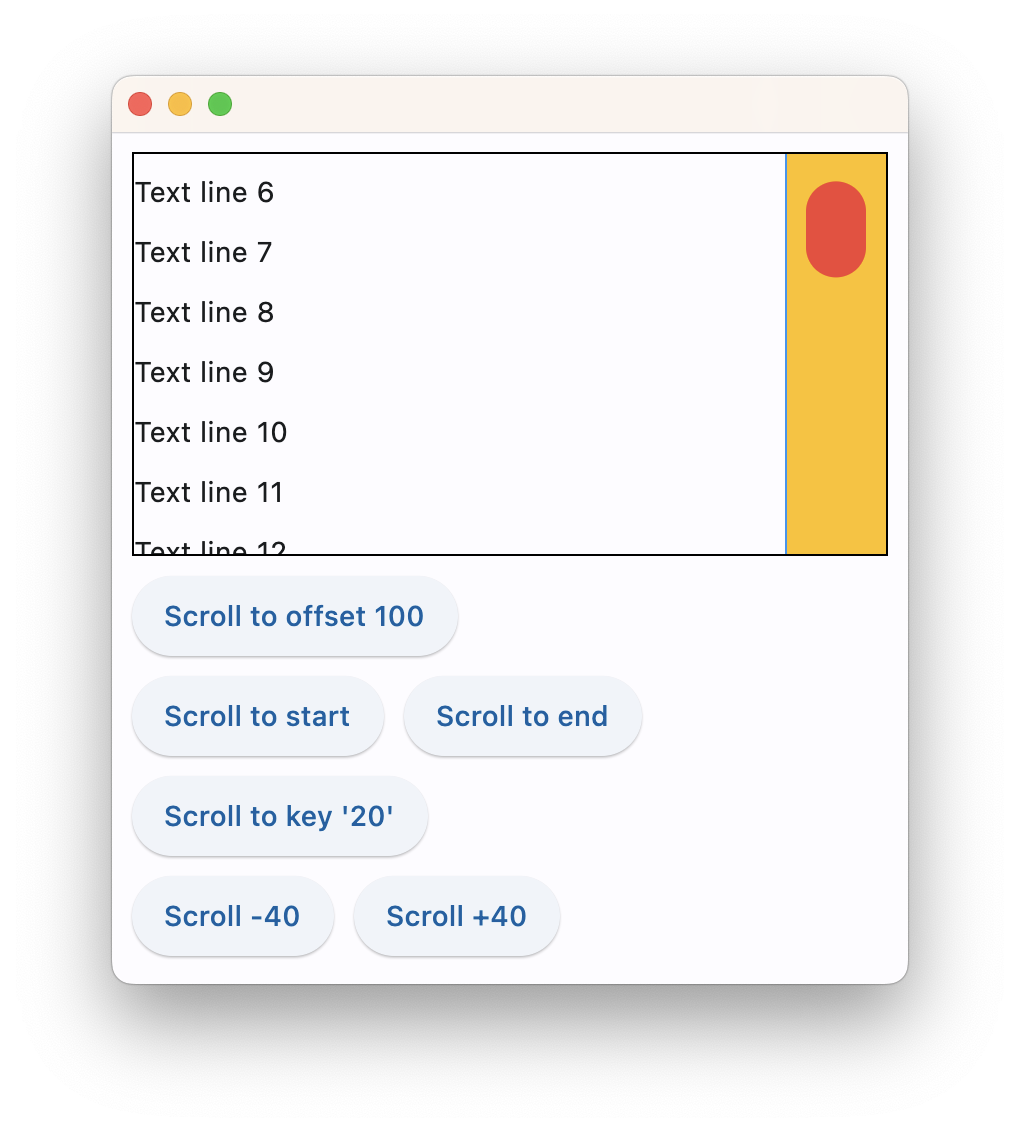 Text line 6
Text line 7
Text line 8
Text line 9
Text line 10
Text line 11
Text line 12
Scroll to offset 100
Scroll to start
Scroll to end
Scroll to key '20'
Scroll -40
Scroll +40